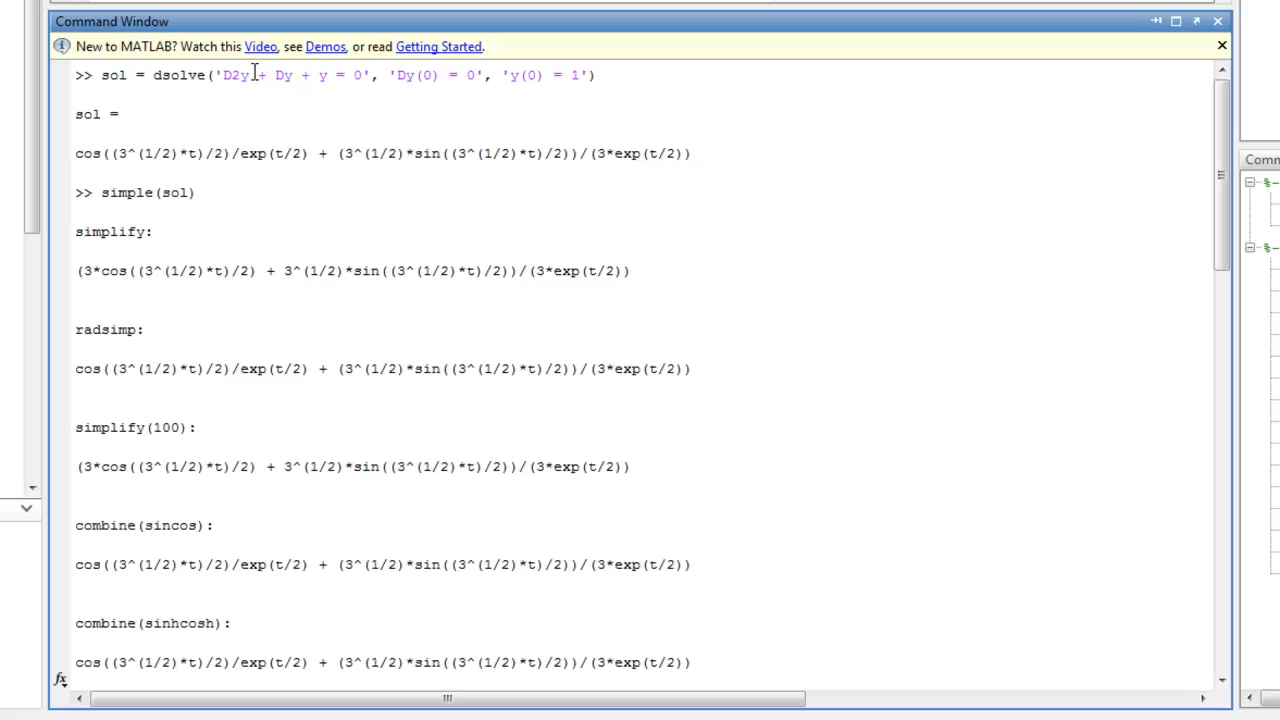 Command Window
New to MATLAB? Watch this Video, see Demos, or read Getting Started.
>> sol = dsolve('D2y + Dy + y = 0', 'Dy(0) = 0', 'y(0) = 1')
sol =
cos((3^(1/2)*t)/2)/exp(t/2) + (3^(1/2)*sin((3^(1/2)*t)/2))/(3*exp(t/2))
>> simple(sol)
simplify:
(3*cos((3^(1/2)*t)/2) + 3^(1/2)*sin((3^(1/2)*t)/2))/(3*exp(t/2))
radsimp:
cos((3^(1/2)*t)/2)/exp(t/2) + (3^(1/2)*sin((3^(1/2)*t)/2))/(3*exp(t/2))
simplify(100):
(3*cos((3^(1/2)*t)/2) + 3^(1/2)*sin((3^(1/2)*t)/2))/(3*exp(t/2))
combine(sincos):
cos((3^(1/2)*t)/2)/exp(t/2) + (3^(1/2)*sin((3^(1/2)*t)/2))/(3*exp(t/2))
combine(sinhcosh):
cos((3^(1/2)*t)/2)/exp(t/2) + (3^(1/2)*sin((3^(1/2)*t)/2))/(3*exp(t/2))
fx
Comm
%--
%--